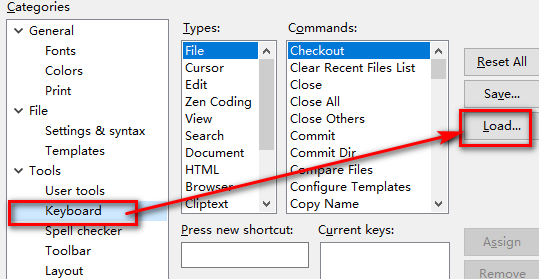 Categories
General
Fonts
Colors
Print
File
Settings & syntax
Templates
Tools
User tools
Keyboard
Spell checker
Toolbar
Layout
Types:
File
Cursor
Edit
Zen Coding
View
Search
Document
HTML
Browser
Cliptext
Commands:
Checkout
Clear Recent Files List
Close
Close All
Close Others
Commit
Commit Dir
Compare Files
Configure Templates
Copy Name
Press new shortcut:
Current keys:
Reset All
Save...
Load...
Assign
Remove